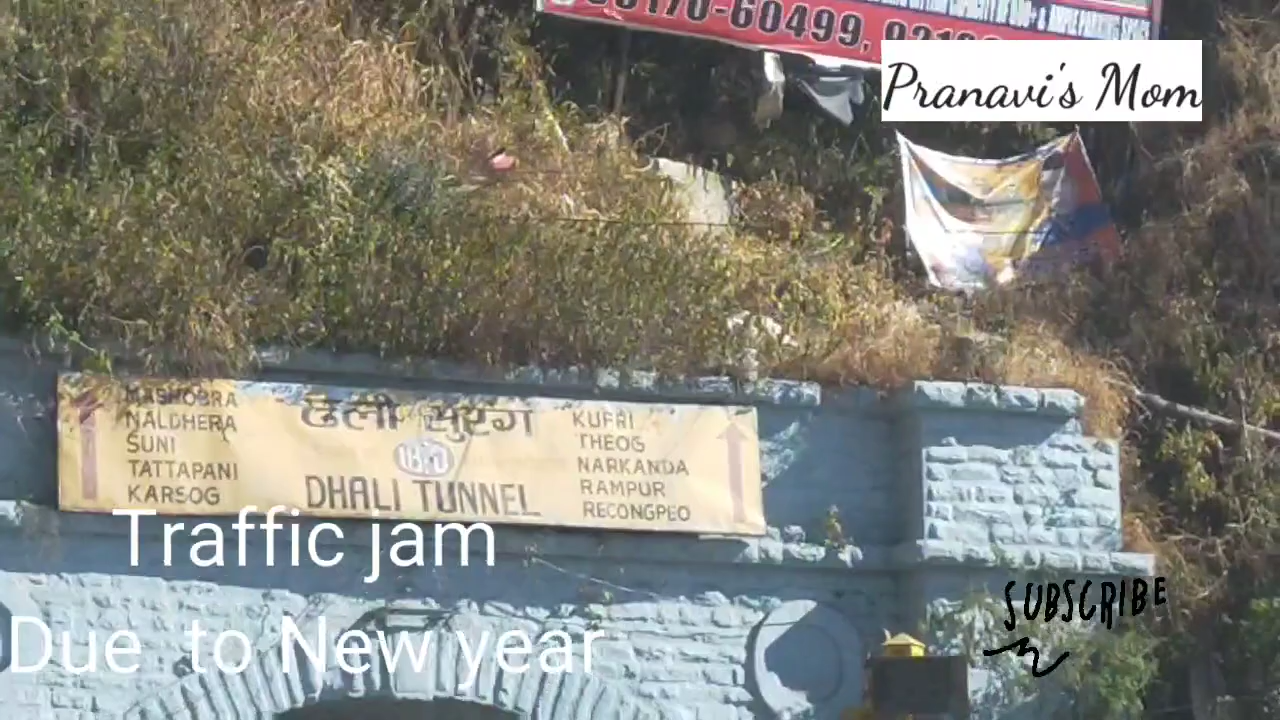 60499,
Pranavi's Mom
MASHOBRA
NALDHERA
SUNI
TATTAPANI
KARSOG
ढली सुरंग
DHALI TUNNEL
KUFRI
THEOG
NARKANDA
RAMPUR
RECONGPEO
Traffic jam
Due to New year
SUBSCRIBE